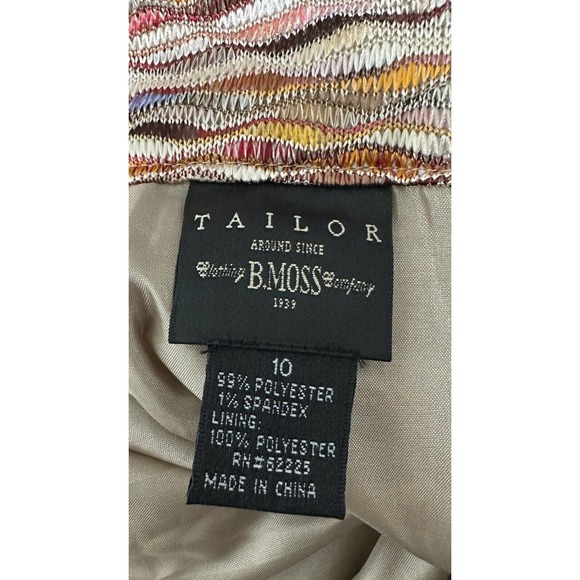 TAILOR
AROUND SINCE
Clothing B.MOSS Company
1939
10
99% POLYESTER
1% SPANDEX
LINING:
100% POLYESTER
RN#62225
MADE IN CHINA